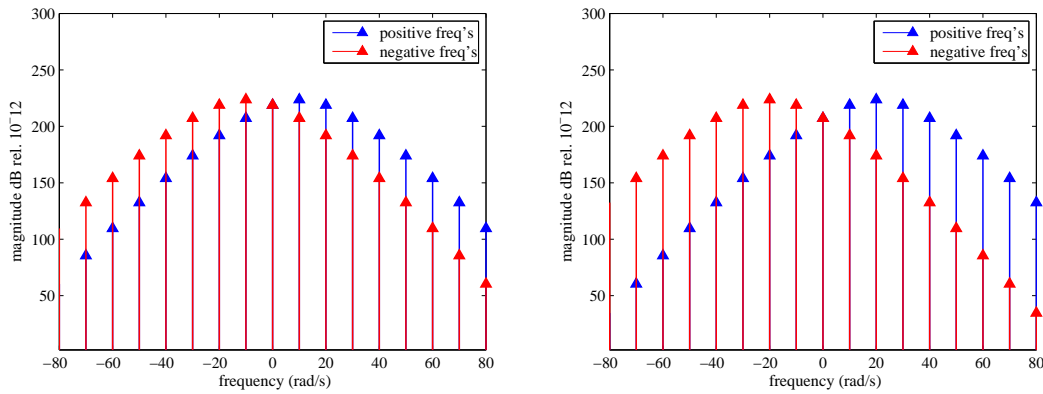 300
250
200
150
100
50
magnitude dB rel. 10^-12
−80 −60 −40 −20 0 20 40 60 80
frequency (rad/s)
positive freq's
negative freq's
300
250
200
150
100
50
magnitude dB rel. 10^-12
−80 −60 −40 −20 0 20 40 60 80
frequency (rad/s)
positive freq's
negative freq's